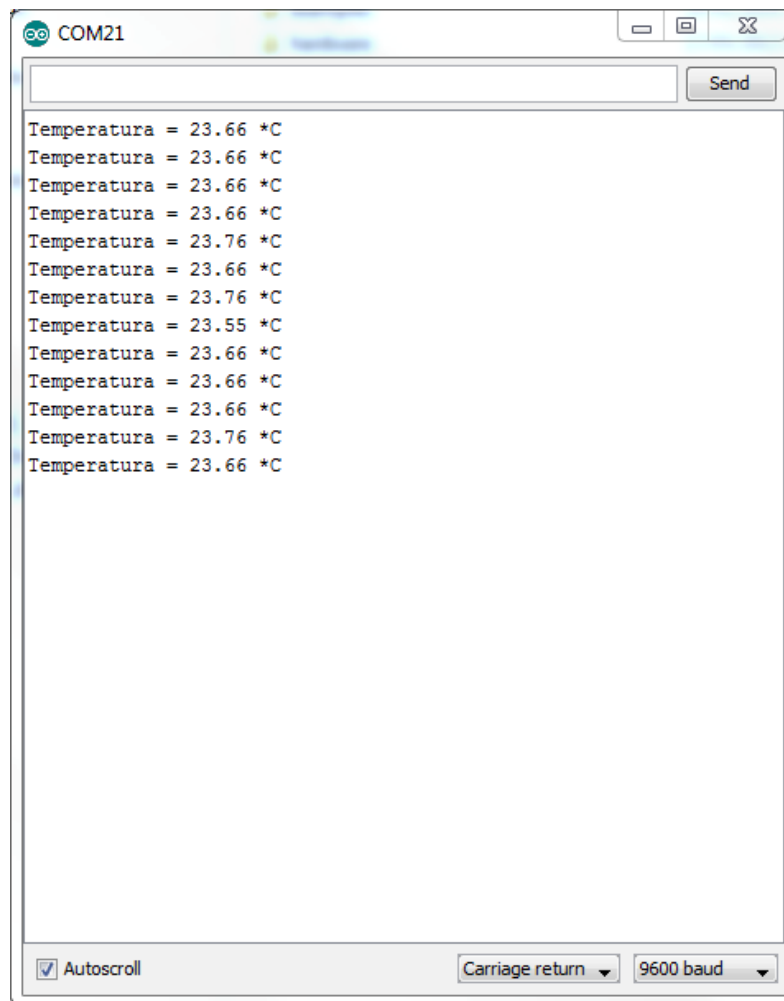 COM21
Send
Temperatura = 23.66 *C
Temperatura = 23.66 *C
Temperatura = 23.66 *C
Temperatura = 23.66 *C
Temperatura = 23.76 *C
Temperatura = 23.66 *C
Temperatura = 23.76 *C
Temperatura = 23.55 *C
Temperatura = 23.66 *C
Temperatura = 23.66 *C
Temperatura = 23.66 *C
Temperatura = 23.76 *C
Temperatura = 23.66 *C
Autoscroll
Carriage return
9600 baud